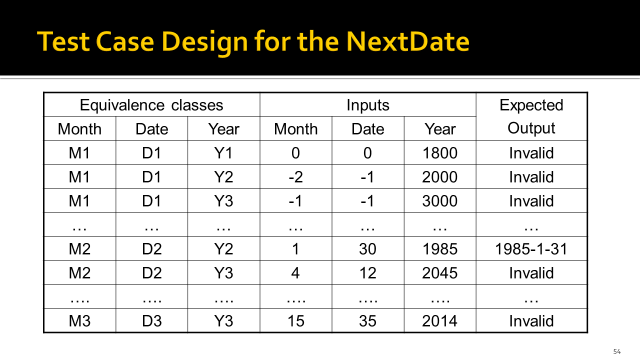 Test Case Design for the NextDate
Equivalence classes Inputs Expected Output
Month Date Year Month Date Year
M1 D1 Y1 0 0 1800 Invalid
M1 D1 Y2 -2 -1 2000 Invalid
M1 D1 Y3 -1 -1 3000 Invalid
… … … … … … …
M2 D2 Y2 1 30 1985 1985-1-31
M2 D2 Y3 4 12 2045 Invalid
…. …. …. …. …. …. …
M3 D3 Y3 15 35 2014 Invalid
54